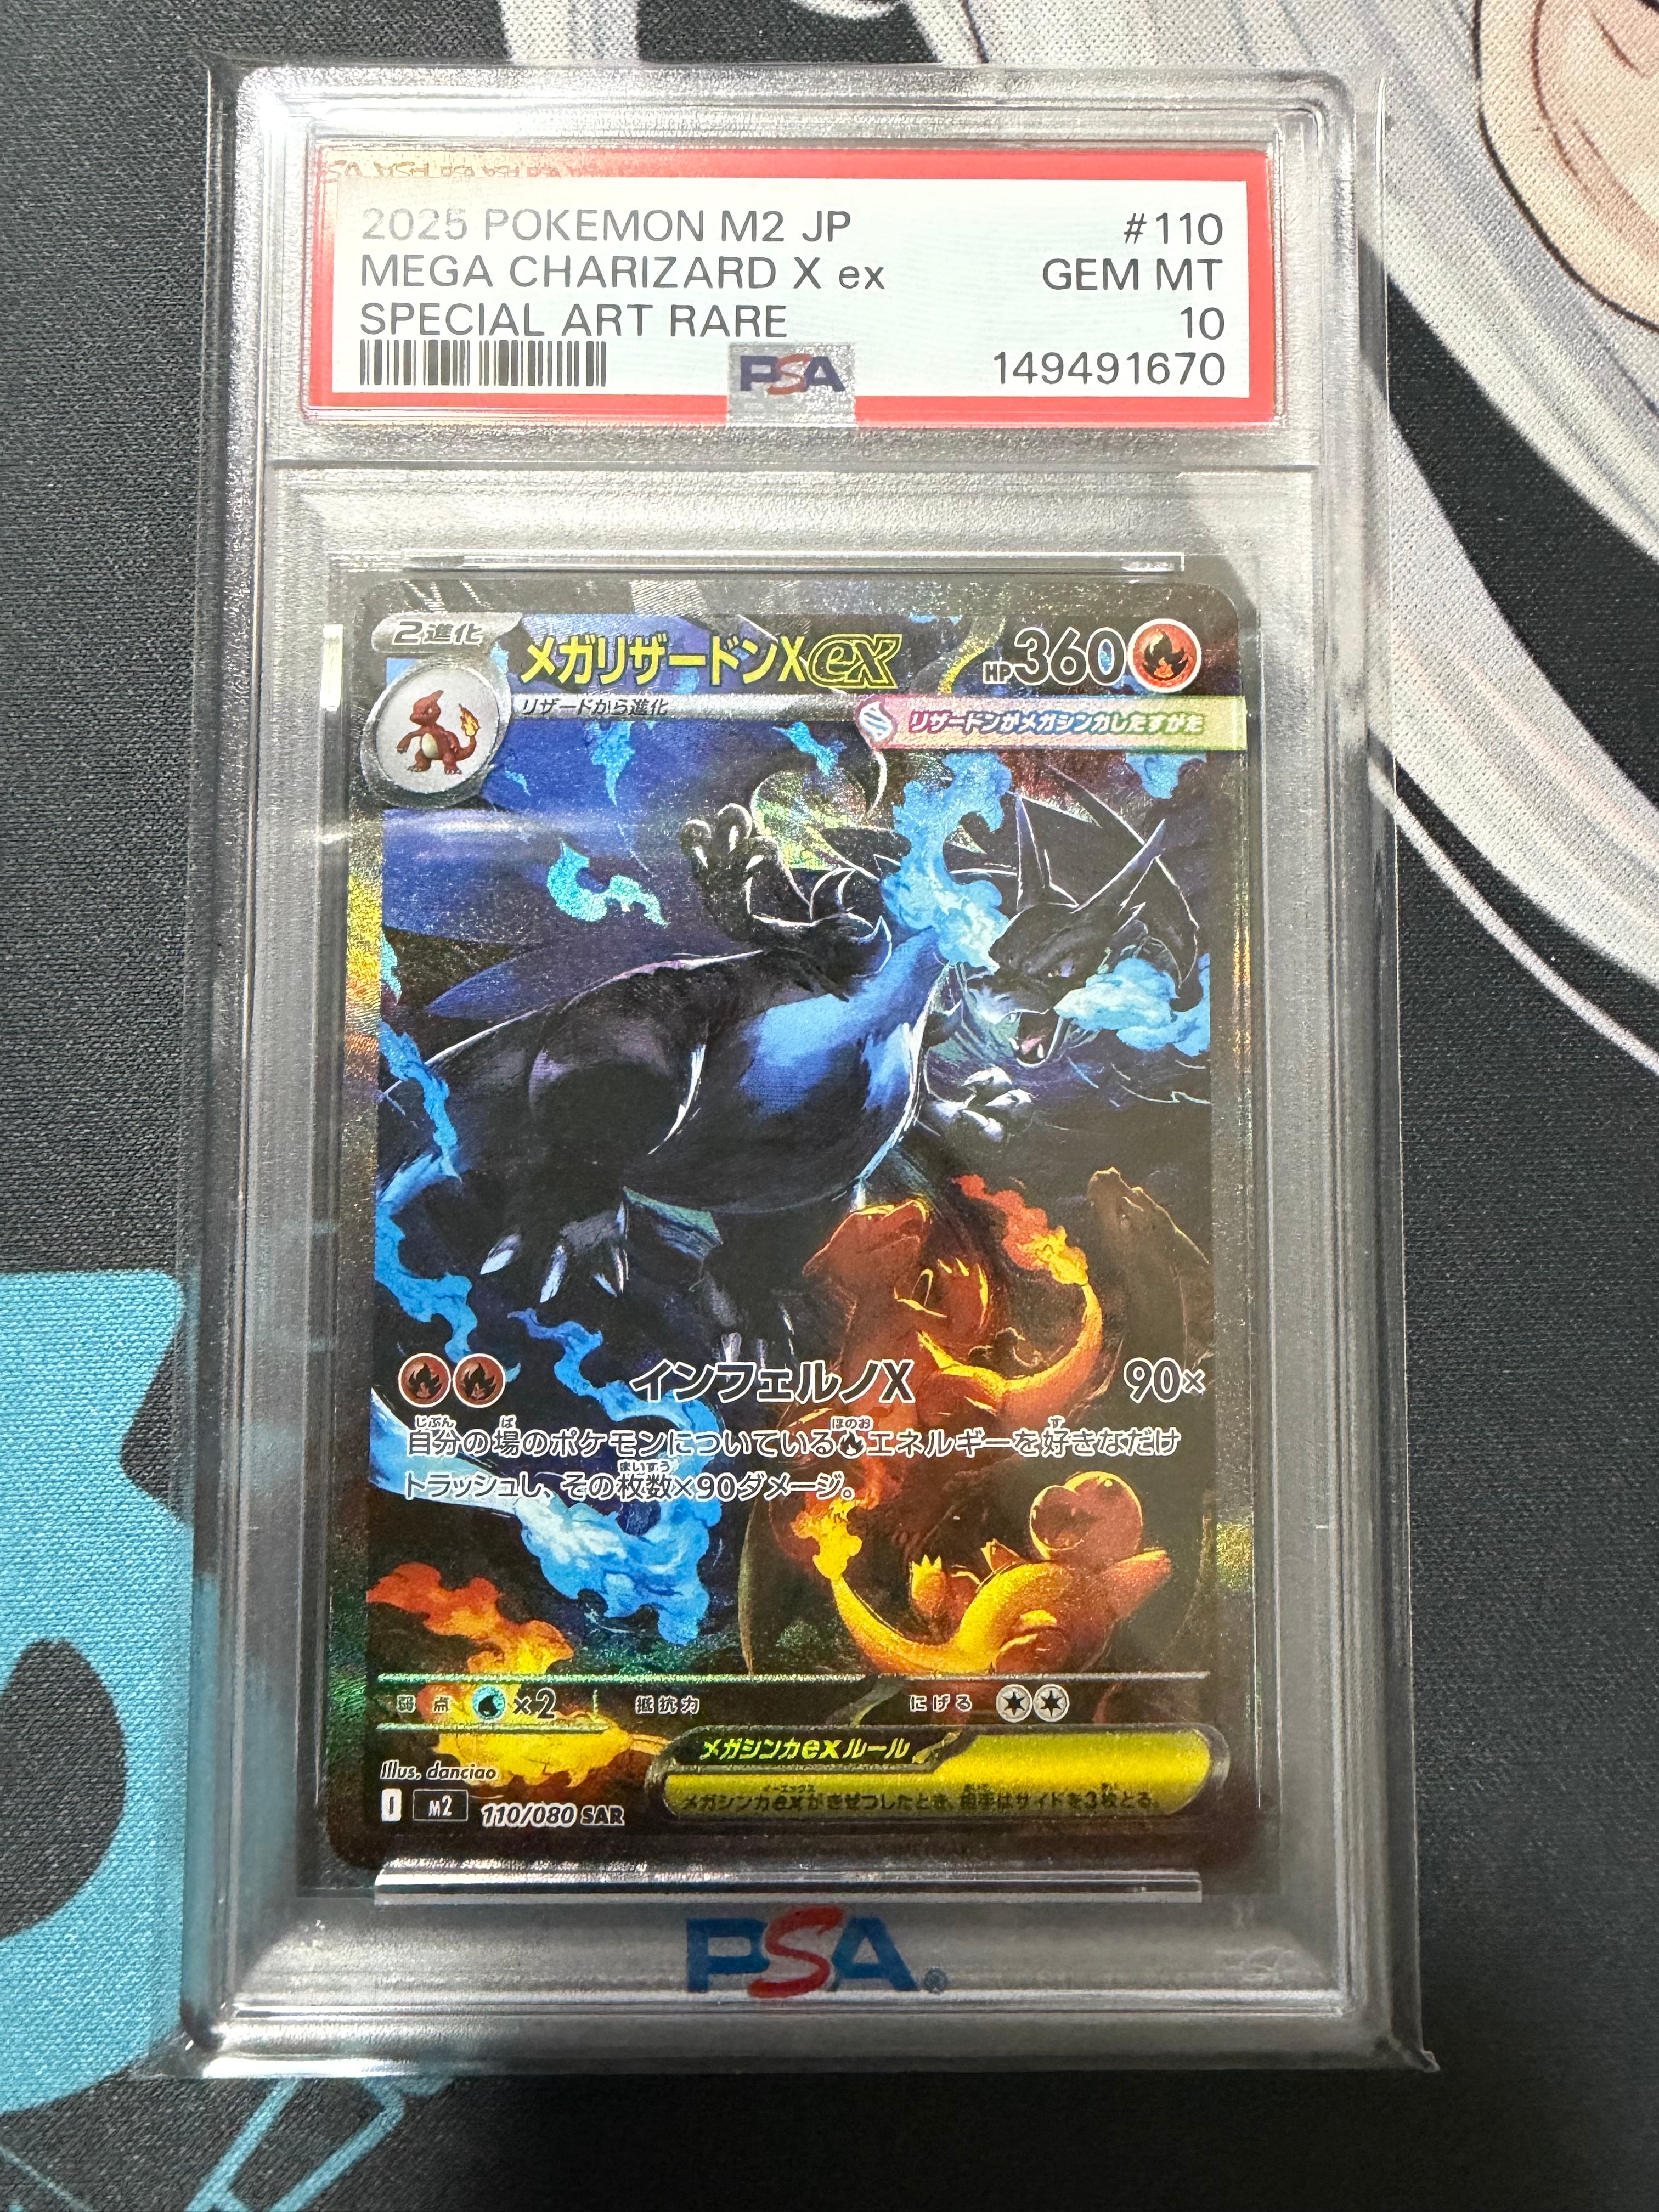 2025 POKEMON M2 JP #110
MEGA CHARIZARD X ex GEM MT
SPECIAL ART RARE 10
PSA 149491670
2進化 メガリザードンXex HP360
リザードから進化
リザードンがメガシンカしたすがた
インフェルノX 90×
自分の場のポケモンについているエネルギーを好きなだけ
トラッシュし、その枚数×90ダメージ。
弱点 ×2 抵抗力 にげる
メガシンカexルール
メガシンカexがきぜつしたとき、相手はサイドを3枚とる。
Illus. danciao
I M2 110/080 SAR
PSA®